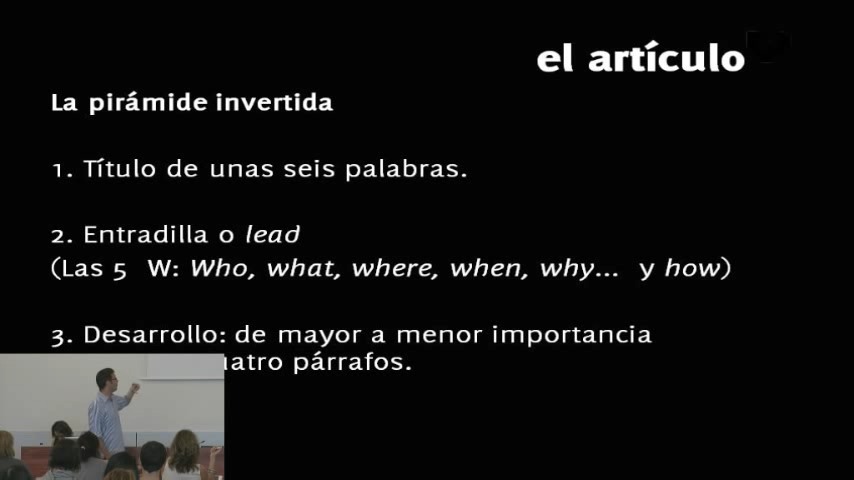 el artículo
La pirámide invertida
1. Título de unas seis palabras.
2. Entradilla o lead
(Las 5 W: Who, what, where, when, why... y how)
3. Desarrollo: de mayor a menor importancia
párrafos.